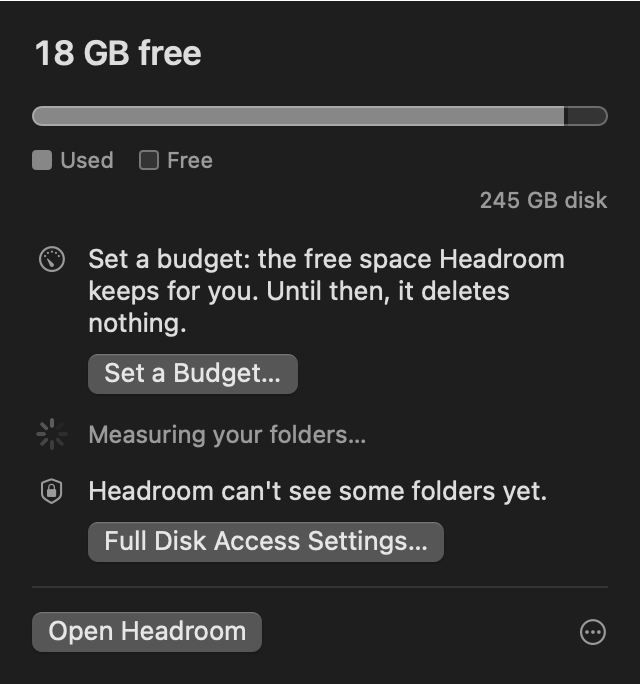 18 GB free
Used Free
245 GB disk
Set a budget: the free space Headroom
keeps for you. Until then, it deletes
nothing.
Set a Budget...
Measuring your folders...
Headroom can't see some folders yet.
Full Disk Access Settings...
Open Headroom